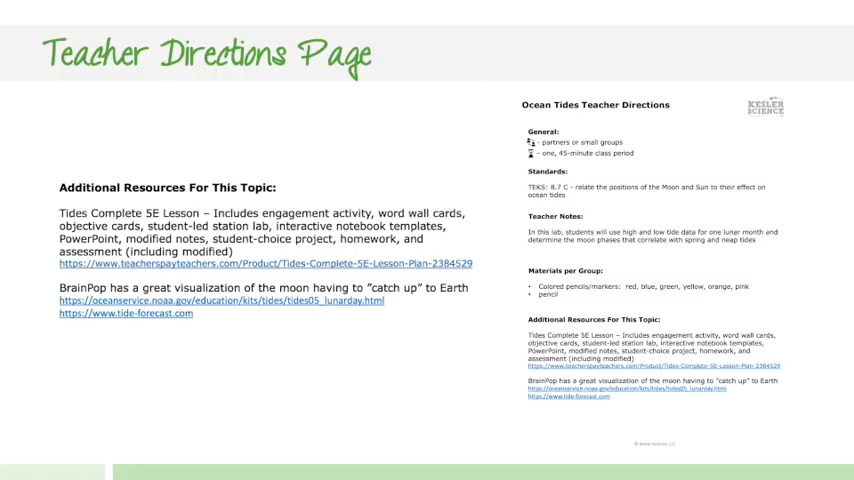 Teacher Directions Page
Additional Resources For This Topic:
Tides Complete 5E Lesson – Includes engagement activity, word wall cards,
objective cards, student-led station lab, interactive notebook templates,
PowerPoint, modified notes, student-choice project, homework, and
assessment (including modified)
https://www.teacherspayteachers.com/Product/Tides-Complete-5E-Lesson-Plan-2384529
BrainPop has a great visualization of the moon having to “catch up” to Earth
https://oceanservice.noaa.gov/education/kits/tides/tides05_lunarday.html
https://www.tide-forecast.com
Ocean Tides Teacher Directions
KESLER
SCIENCE
General:
- partners or small groups
- one, 45-minute class period
Standards:
TEKS: 8.7 C - relate the positions of the Moon and Sun to their effect on
ocean tides
Teacher Notes:
In this lab, students will use high and low tide data for one lunar month and
determine the moon phases that correlate with spring and neap tides
Materials per Group:
• Colored pencils/markers: red, blue, green, yellow, orange, pink
• pencil
Additional Resources For This Topic:
Tides Complete 5E Lesson – Includes engagement activity, word wall cards,
objective cards, student-led station lab, interactive notebook templates,
PowerPoint, modified notes, student-choice project, homework, and
assessment (including modified)
https://www.teacherspayteachers.com/Product/Tides-Complete-5E-Lesson-Plan-2384529
BrainPop has a great visualization of the moon having to “catch up” to Earth
https://oceanservice.noaa.gov/education/kits/tides/tides05_lunarday.html
https://www.tide-forecast.com
© Kesler Science, LLC